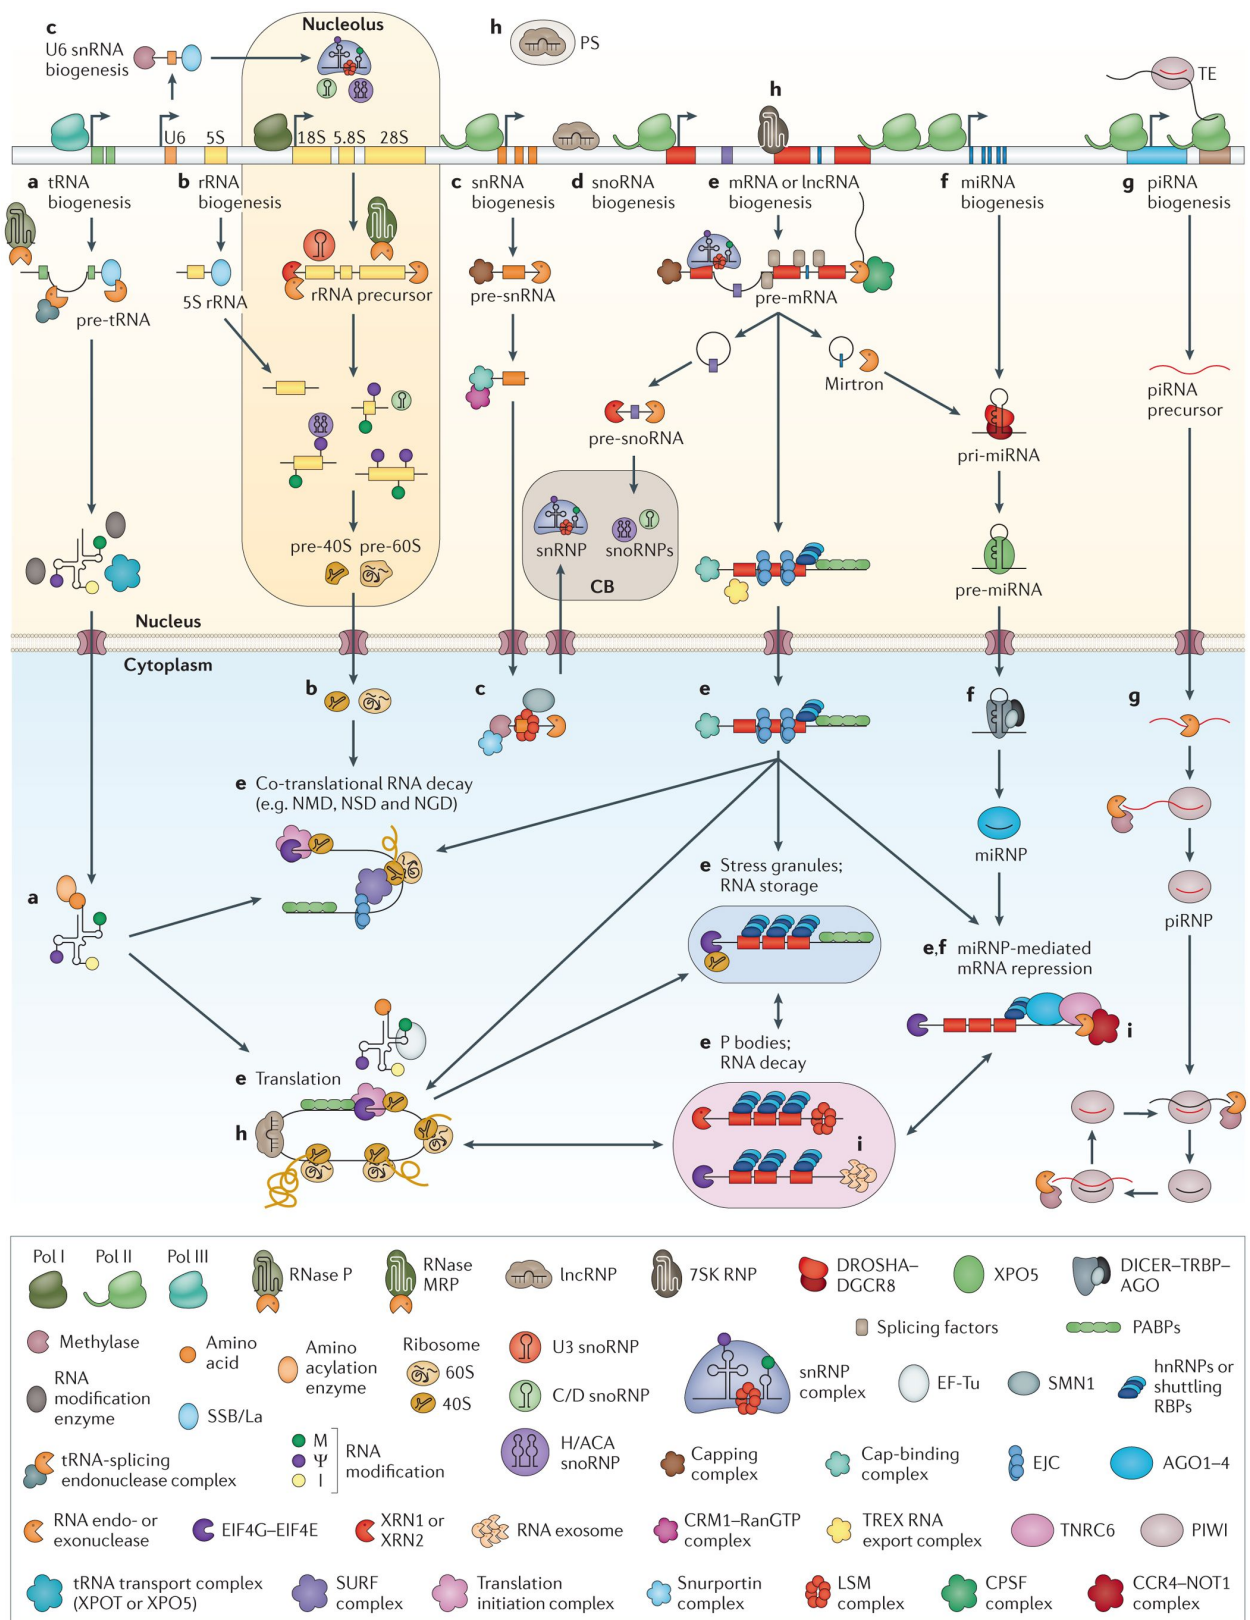 c
U6 snRNA
biogenesis
Nucleolus
h
PS
h
TE
U6
5S
18S
5.8S
28S
a tRNA
biogenesis
b rRNA
biogenesis
c snRNA
biogenesis
d snoRNA
biogenesis
e mRNA or lncRNA
biogenesis
f miRNA
biogenesis
g piRNA
biogenesis
pre-tRNA
5S rRNA
rRNA precursor
pre-snRNA
pre-mRNA
Mirtron
piRNA
precursor
pre-snoRNA
pri-miRNA
snRNP
snoRNPs
CB
pre-40S
pre-60S
pre-miRNA
Nucleus
Cytoplasm
b
c
e
f
g
e Co-translational RNA decay
(e.g. NMD, NSD and NGD)
miRNP
a
e Stress granules;
RNA storage
piRNP
e,f miRNP-mediated
mRNA repression
i
e P bodies;
RNA decay
e Translation
h
i
Pol I
Pol II
Pol III
RNase P
RNase
MRP
lncRNP
7SK RNP
DROSHA–
DGCR8
XPO5
DICER–TRBP–
AGO
Methylase
Amino
acid
Amino
acylation
enzyme
Ribosome
60S
40S
U3 snoRNP
C/D snoRNP
H/ACA
snoRNP
snRNP
complex
Splicing factors
PABPs
RNA
modification
enzyme
SSB/La
EF-Tu
SMN1
hnRNPs or
shuttling
RBPs
tRNA-splicing
endonuclease complex
M
Ψ
I
RNA
modification
Capping
complex
Cap-binding
complex
EJC
AGO1–4
RNA endo- or
exonuclease
EIF4G–EIF4E
XRN1 or
XRN2
RNA exosome
CRM1–RanGTP
complex
TREX RNA
export complex
TNRC6
PIWI
tRNA transport complex
(XPOT or XPO5)
SURF
complex
Translation
initiation complex
Snurportin
complex
LSM
complex
CPSF
complex
CCR4–NOT1
complex